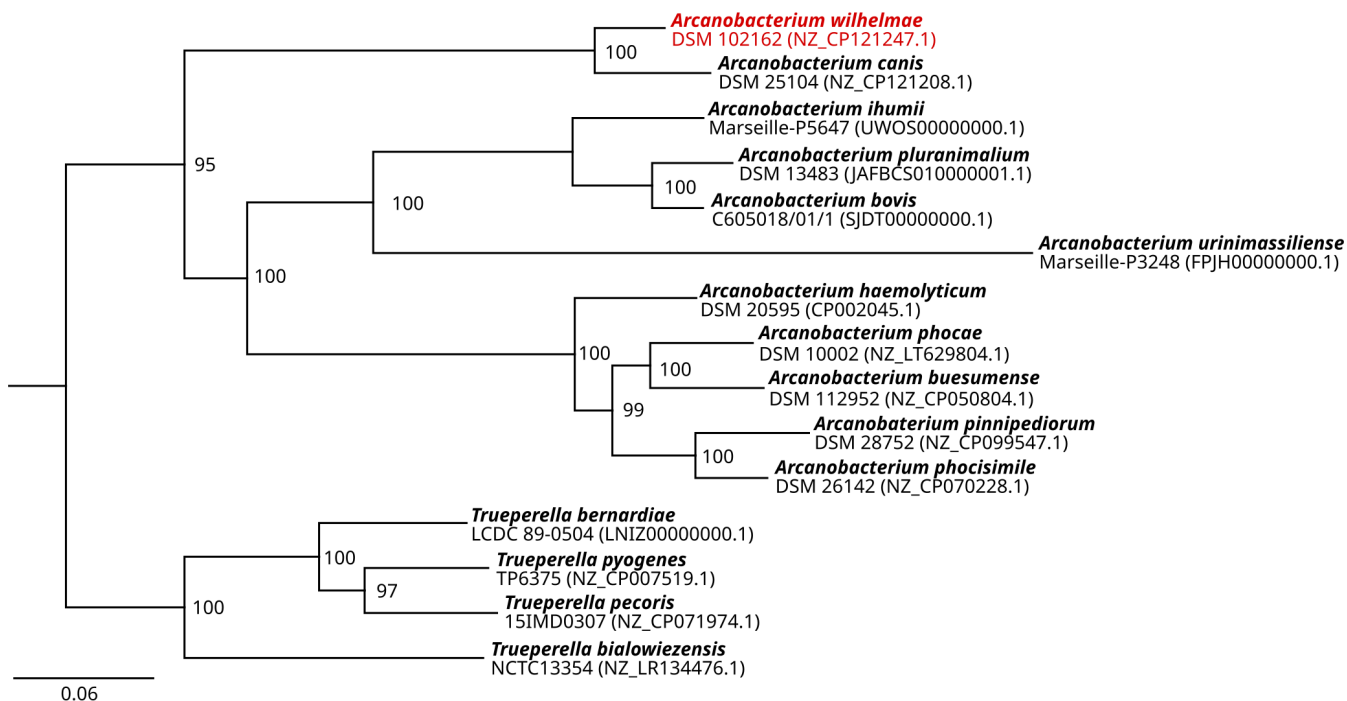 Arcanobacterium wilhelmae
DSM 102162 (NZ_CP121247.1)
100
Arcanobacterium canis
DSM 25104 (NZ_CP121208.1)
Arcanobacterium ihumii
Marseille-P5647 (UWOS00000000.1)
95
Arcanobacterium pluranimalium
DSM 13483 (JAFBCS010000001.1)
100
Arcanobacterium bovis
C605018/01/1 (SJDT00000000.1)
100
Arcanobacterium urinimassiliense
Marseille-P3248 (FPJH00000000.1)
100
Arcanobacterium haemolyticum
DSM 20595 (CP002045.1)
Arcanobacterium phocae
DSM 10002 (NZ_LT629804.1)
100
100
Arcanobacterium buesumense
DSM 112952 (NZ_CP050804.1)
99
Arcanobaterium pinnipediorum
DSM 28752 (NZ_CP099547.1)
100
Arcanobacterium phocisimile
DSM 26142 (NZ_CP070228.1)
Trueperella bernardiae
LCDC 89-0504 (LNIZ00000000.1)
100
Trueperella pyogenes
TP6375 (NZ_CP007519.1)
97
Trueperella pecoris
15IMD0307 (NZ_CP071974.1)
100
Trueperella bialowiezensis
NCTC13354 (NZ_LR134476.1)
0.06